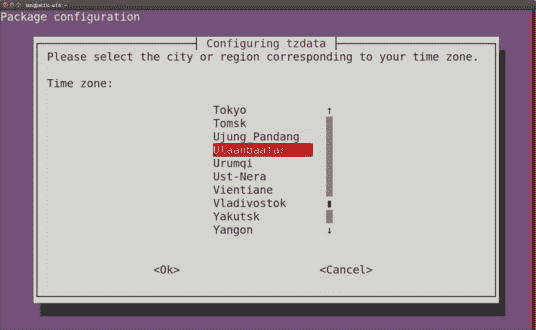 Package configuration
Configuring tzdata
Please select the city or region corresponding to your time zone.
Time zone:
Tokyo
Tomsk
Ujung Pandang
Ulaanbaatar
Urumqi
Ust-Nera
Vientiane
Vladivostok
Yakutsk
Yangon
<Ok> <Cancel>